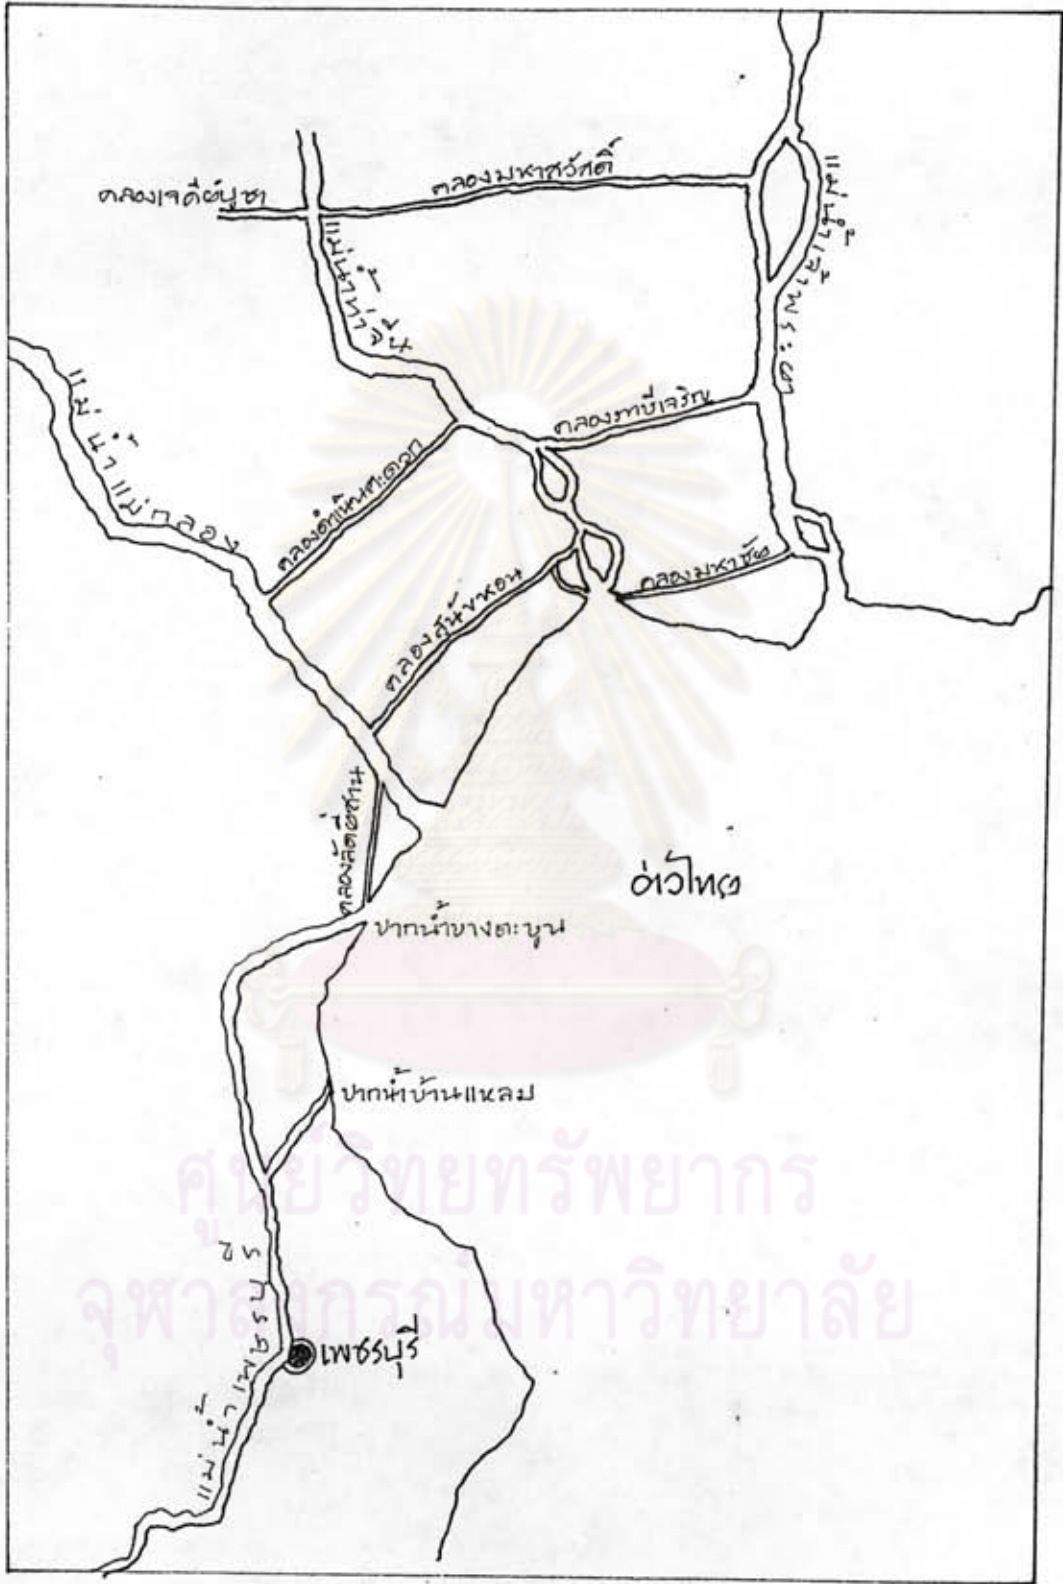 คลองมหาสวัสดิ์
คลองเจดีย์บูชา
แม่น้ำเจ้าพระยา
แม่น้ำท่าจีน
คลองภาษีเจริญ
แม่น้ำแม่กลอง
คลองดำเนินสะดวก
คลองมหาชัย
คลองสุนัขหอน
คลองลัดยี่สาน
อ่าวไทย
ปากน้ำบางตะบูน
ปากน้ำบ้านแหลม
ศูนย์วิทยทรัพยากร
จุฬาลงกรณ์มหาวิทยาลัย
เพชรบุรี
แม่น้ำเพชรบุรี